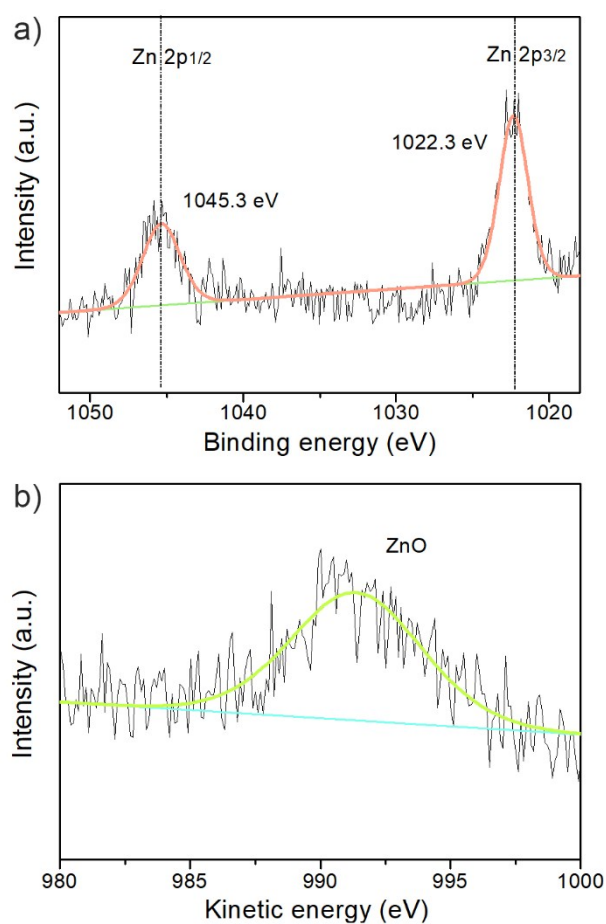 a)
Zn 2p1/2
Zn 2p3/2
1022.3 eV
1045.3 eV
Intensity (a.u.)
1050 1040 1030 1020
Binding energy (eV)
b)
ZnO
Intensity (a.u.)
980 985 990 995 1000
Kinetic energy (eV)